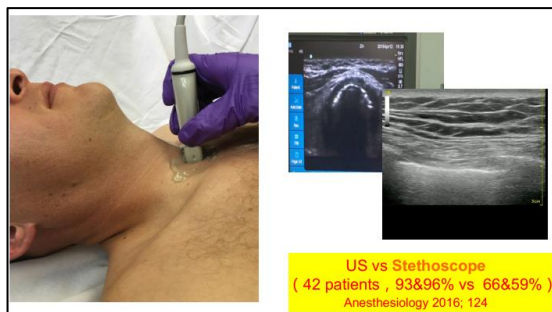 US vs Stethoscope
( 42 patients , 93&96% vs 66&59% )
Anesthesiology 2016; 124